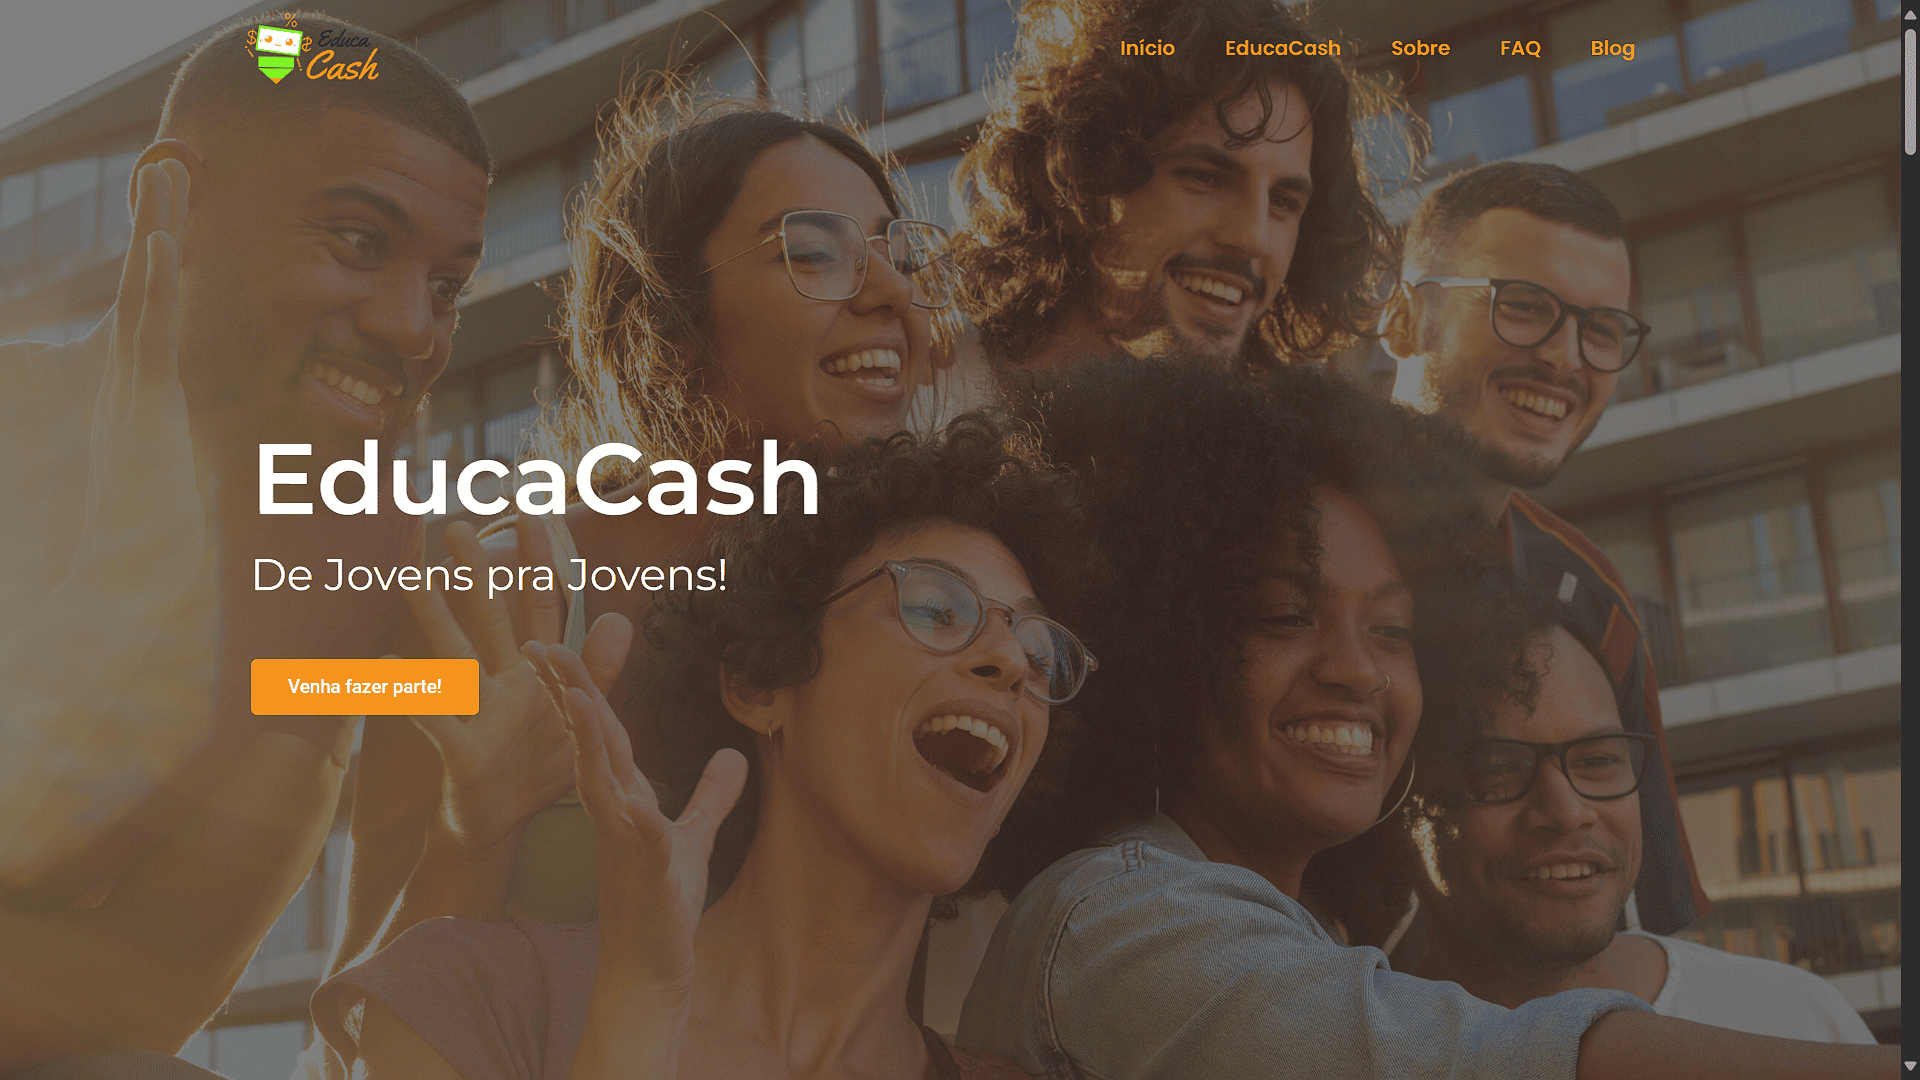 Educa
Cash
Início
EducaCash
Sobre
FAQ
Blog
EducaCash
De Jovens pra Jovens!
Venha fazer parte!